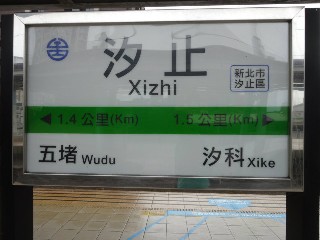 汐止
Xizhi
新北市
汐止區
◀ 1.4 公里(Km) 1.5 公里(Km) ▶
五堵 Wudu 汐科 Xike